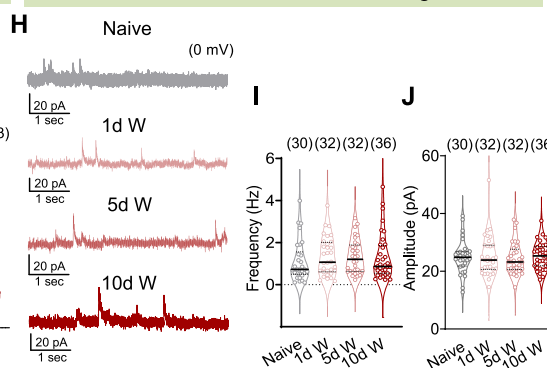 H
Naive
(0 mV)
20 pA
1 sec
1d W
20 pA
1 sec
5d W
20 pA
1 sec
10d W
20 pA
1 sec
I
(30) (32) (32) (36)
Frequency (Hz)
6
4
2
0
Naive
1d W
5d W
10d W
J
(30) (32) (32) (36
Amplitude (pA)
60
40
20
0
Naive
1d W
5d W
10d W